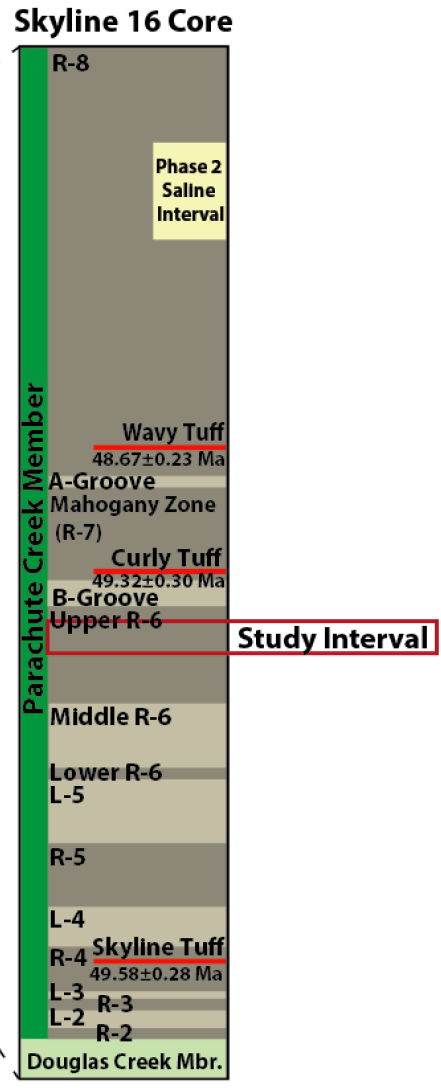 Skyline 16 Core
R-8
Phase 2
Saline
Interval
Wavy Tuff
48.67±0.23 Ma
A-Groove
Mahogany Zone
(R-7)
Curly Tuff
49.32±0.30 Ma
B-Groove
Upper R-6
Study Interval
Parachute Creek Member
Middle R-6
Lower R-6
L-5
R-5
L-4
Skyline Tuff
R-4
49.58±0.28 Ma
L-3
R-3
L-2
R-2
Douglas Creek Mbr.